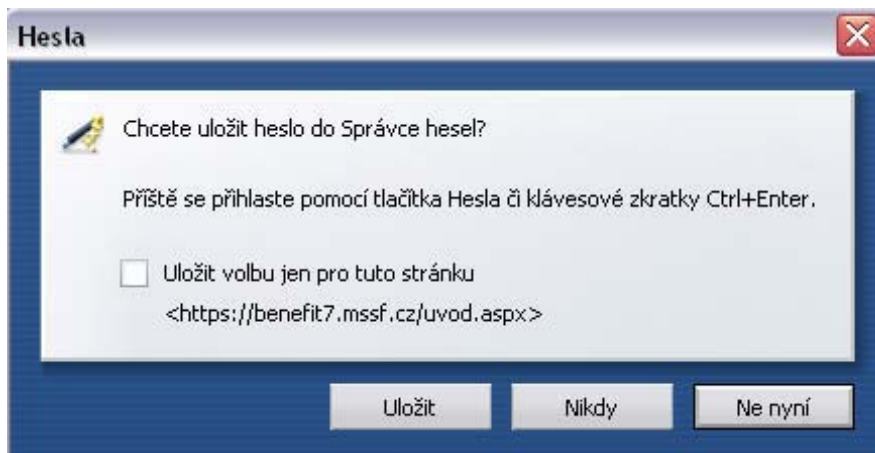 Hesla
Chcete uložit heslo do Správce hesel?
Příště se přihlaste pomocí tlačítka Hesla či klávesové zkratky Ctrl+Enter.
Uložit volbu jen pro tuto stránku
<https://benefit7.mssf.cz/uvod.aspx>
Uložit Nikdy Ne nyní